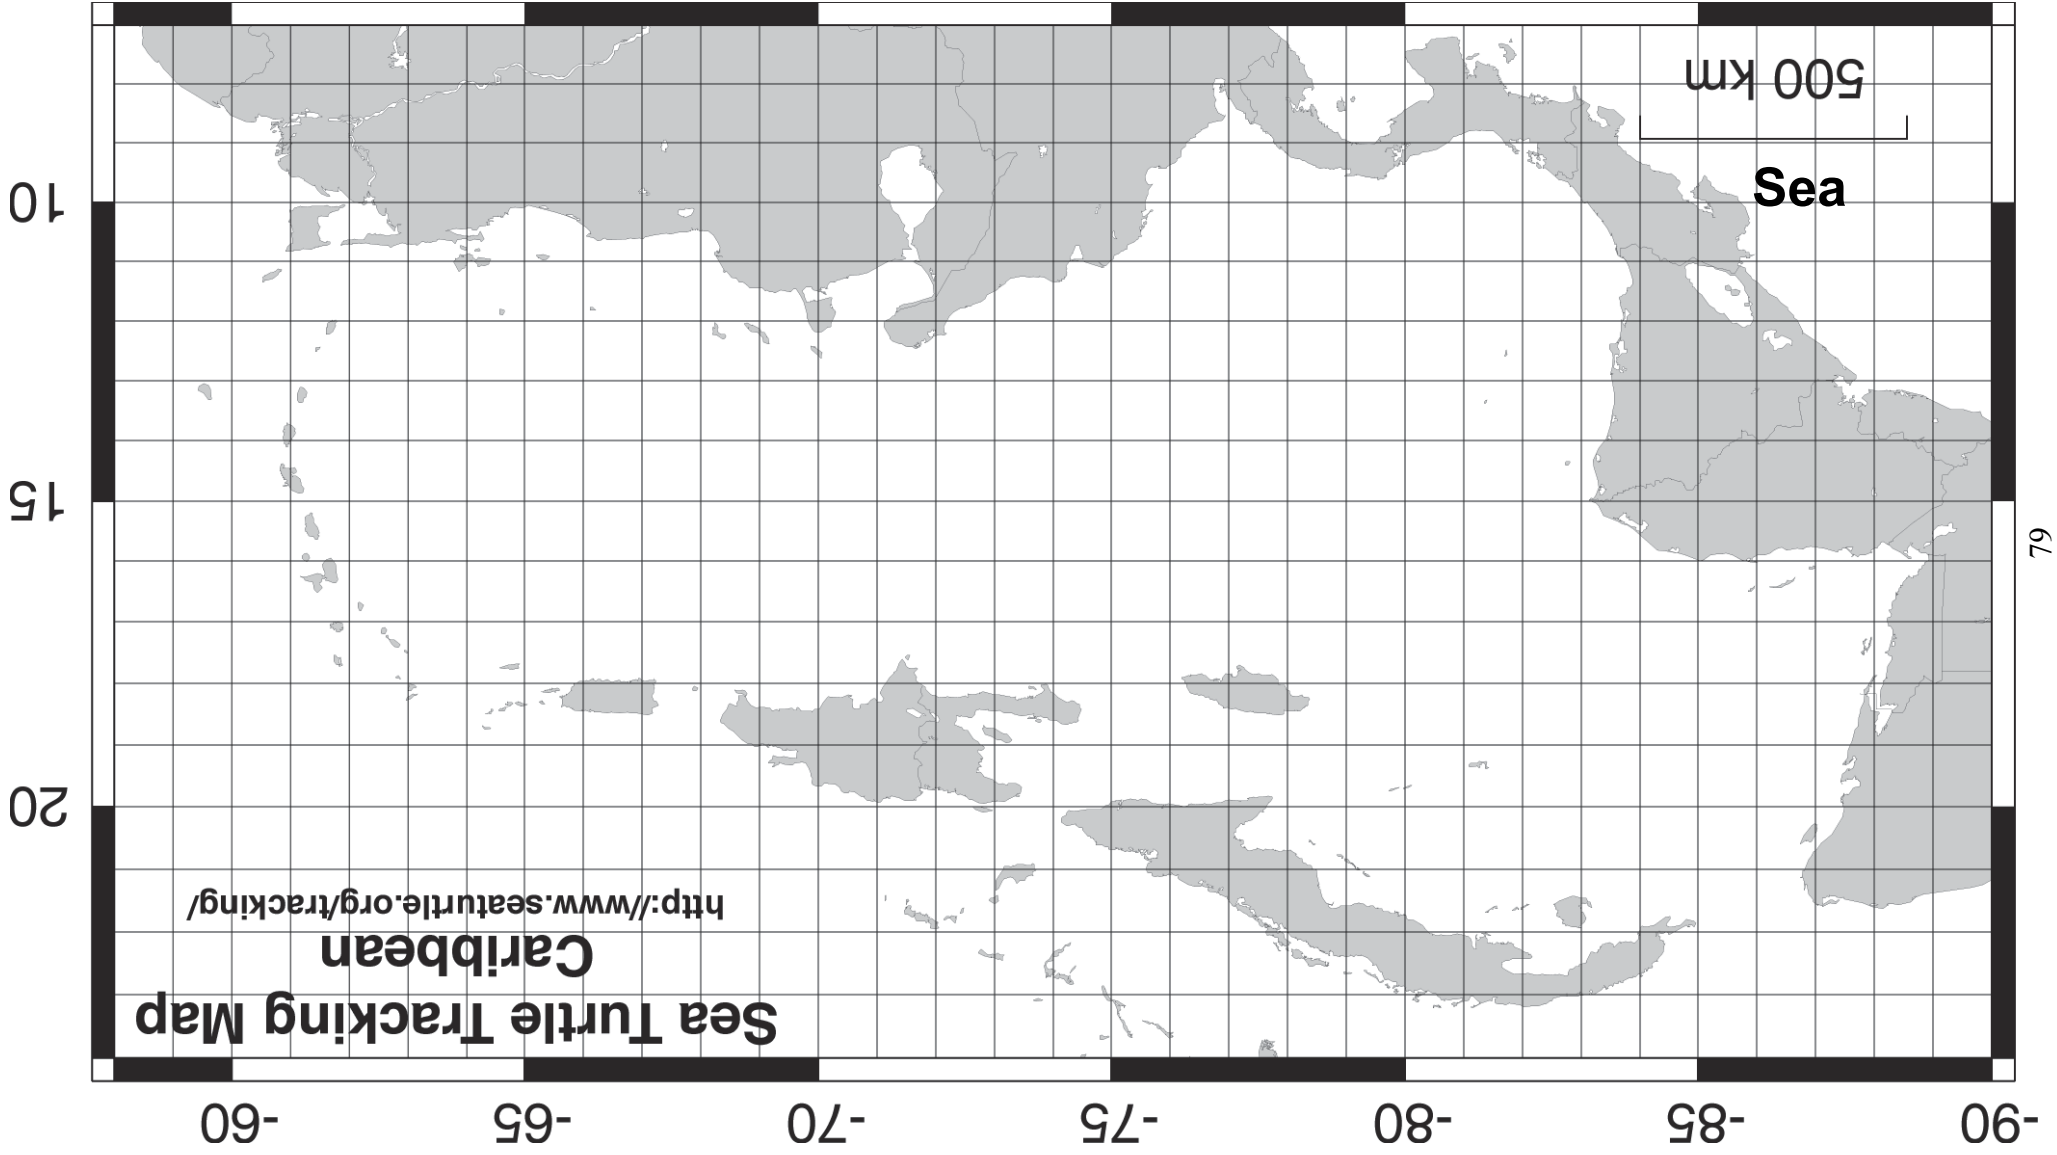 Sea Turtle Tracking Map
Caribbean
http://www.seaturtle.org/tracking/
-90
-85
-80
-75
-70
-65
-60
20
15
10
500 km
Sea
79